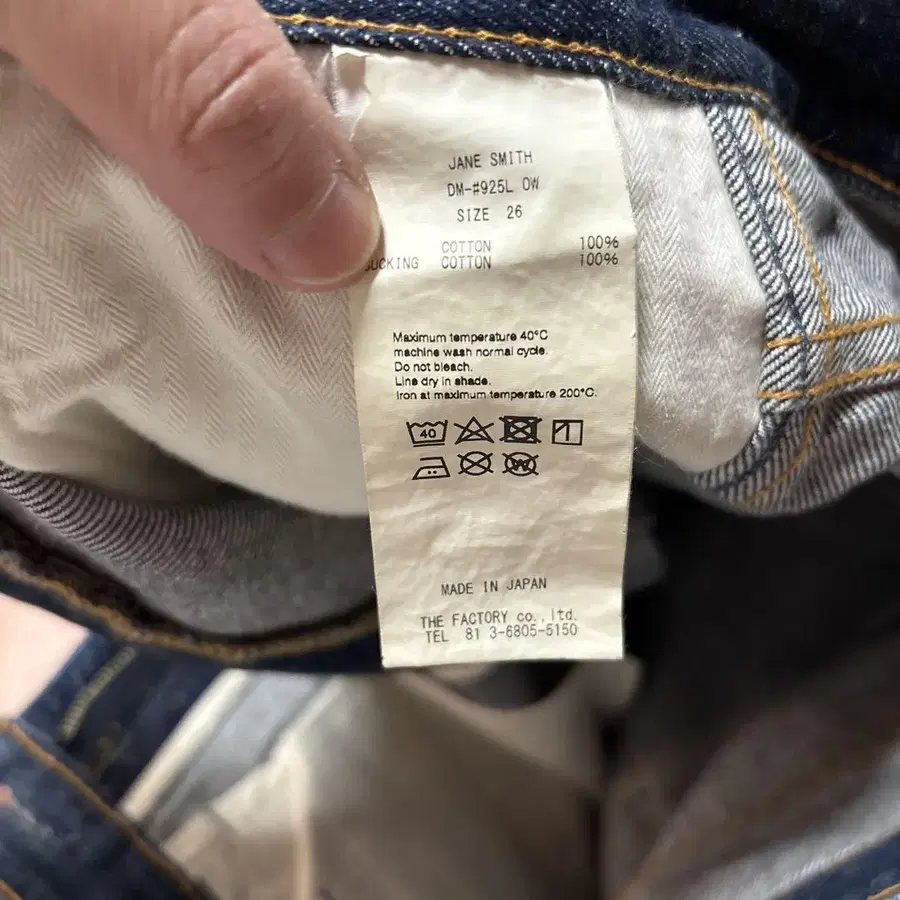 JANE SMITH
DM-#925L OW
SIZE 26
COTTON 100%
COTTON 100%
Maximum temperature 40°C
machine wash normal cycle.
Do not bleach.
Line dry in shade.
Iron at maximum temperature 200°C.
40
W
MADE IN JAPAN
THE FACTORY co.,ltd.
TEL 81 3-6805-5150